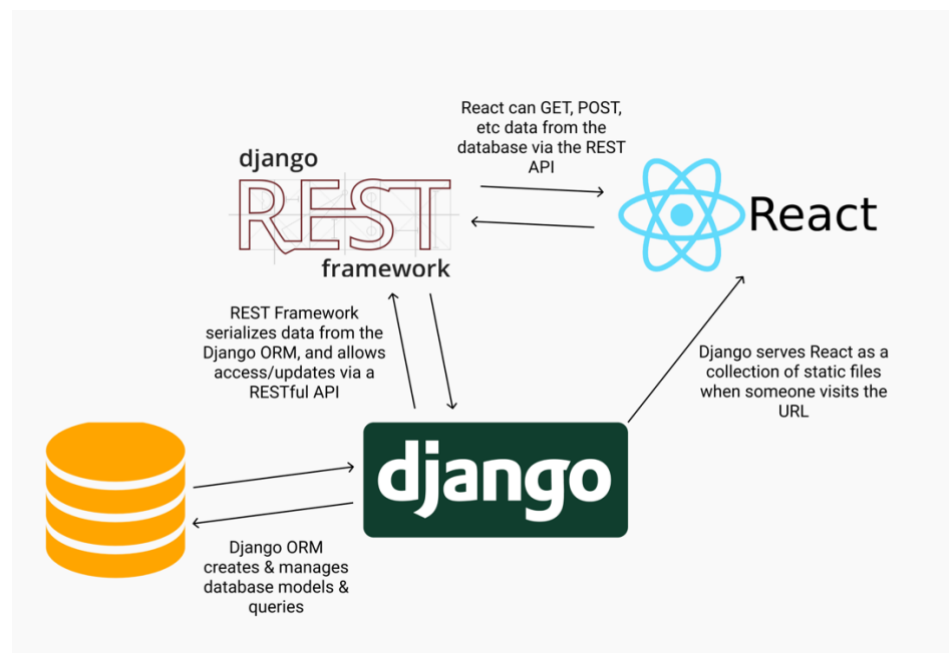 React can GET, POST,
etc data from the
database via the REST
API
django
REST
framework
React
REST Framework
serializes data from the
Django ORM, and allows
access/updates via a
RESTful API
Django serves React as a
collection of static files
when someone visits the
URL
django
Django ORM
creates & manages
database models &
queries